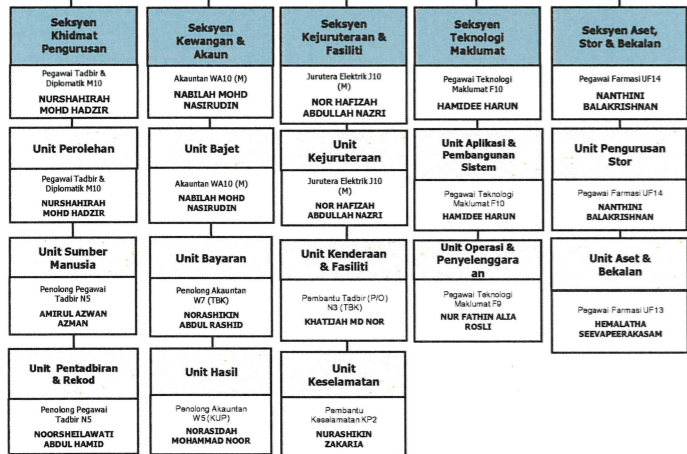 Seksyen
Khidmat
Pengurusan
Pegawai Tadbir &
Diplomatik M10
NURSHAHIRAH
MOHD HADZIR
Unit Perolehan
Pegawai Tadbir &
Diplomatik M10
NURSHAHIRAH
MOHD HADZIR
Unit Sumber
Manusia
Penolong Pegawai
Tadbir N5
AMIRUL AZWAN
AZMAN
Unit Pentadbiran
& Rekod
Penolong Pegawai
Tadbir N5
NOORSHEILAWATI
ABDUL HAMID
Seksyen
Kewangan &
Akaun
Akauntan WA10 (M)
NABILAH MOHD
NASIRUDIN
Unit Bajet
Akauntan WA10 (M)
NABILAH MOHD
NASIRUDIN
Unit Bayaran
Penolong Akauntan
W7 (TBK)
NORASHIKIN
ABDUL RASHID
Unit Hasil
Penolong Akauntan
W5 (KUP)
NORASIDAH
MOHAMMAD NOOR
Seksyen
Kejuruteraan &
Fasiliti
Jurutera Elektrik J10
(M)
NOR HAFIZAH
ABDULLAH NAZRI
Unit
Kejuruteraan
Jurutera Elektrik J10
(M)
NOR HAFIZAH
ABDULLAH NAZRI
Unit Kenderaan
& Fasiliti
Pembantu Tadbir (P/O)
N3 (TBK)
KHATIJAH MD NOR
Unit
Keselamatan
Pembantu
Keselamatan KP2
NURASHIKIN
ZAKARIA
Seksyen
Teknologi
Maklumat
Pegawai Teknologi
Maklumat F10
HAMIDEE HARUN
Unit Aplikasi &
Pembangunan
Sistem
Pegawai Teknologi
Maklumat F10
HAMIDEE HARUN
Unit Operasi &
Penyelenggara
an
Pegawai Teknologi
Maklumat F9
NUR FATHIN ALIA
ROSLI
Seksyen Aset,
Stor & Bekalan
Pegawai Farmasi UF14
NANTHINI
BALAKRISHNAN
Unit Pengurusan
Stor
Pegawai Farmasi UF14
NANTHINI
BALAKRISHNAN
Unit Aset &
Bekalan
Pegawai Farmasi UF13
HEMALATHA
SEEVAPEERAKASAM